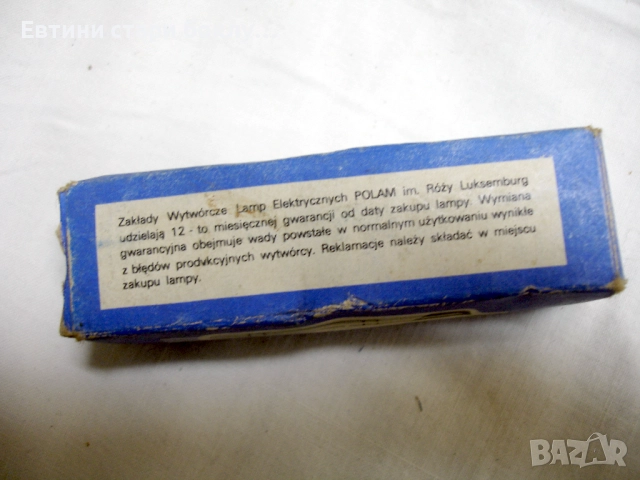 Евтини
Zakłady Wytwórcze Lamp Elektrycznych POLAM im. Róży Luksemburg
udzielają 12 - to miesięcznej gwarancji od daty zakupu lampy. Wymiana
gwarancyjna obejmuje wady powstałe w normalnym użytkowaniu wynikłe
z błędów prodvkcyjnych wytwórcy. Reklamacje należy składać w miejscu
zakupu lampy.
BAZAR